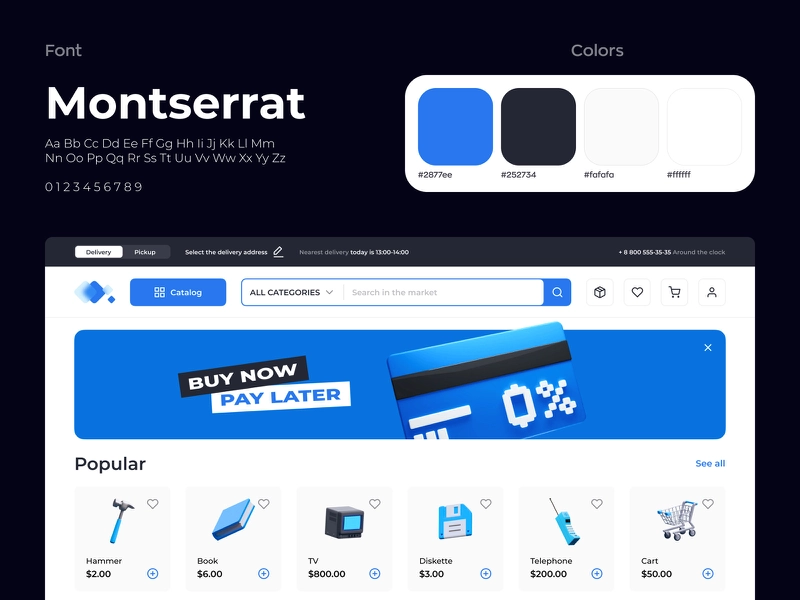 Font
Colors
Montserrat
Aa Bb Cc Dd Ee Ff Gg Hh Ii Jj Kk Ll Mm
Nn Oo Pp Qq Rr Ss Tt Uu Vv Ww Xx Yy Zz
0 1 2 3 4 5 6 7 8 9
#2877ee
#252734
#fafafa
#ffffff
Delivery
Pickup
Select the delivery address
Nearest delivery today is 13:00-14:00
+ 8 800 555-35-35 Around the clock
Catalog
ALL CATEGORIES
Search in the market
BUY NOW
PAY LATER
0%
Popular
See all
Hammer
$2.00
Book
$6.00
TV
$800.00
Diskette
$3.00
Telephone
$200.00
Cart
$50.00